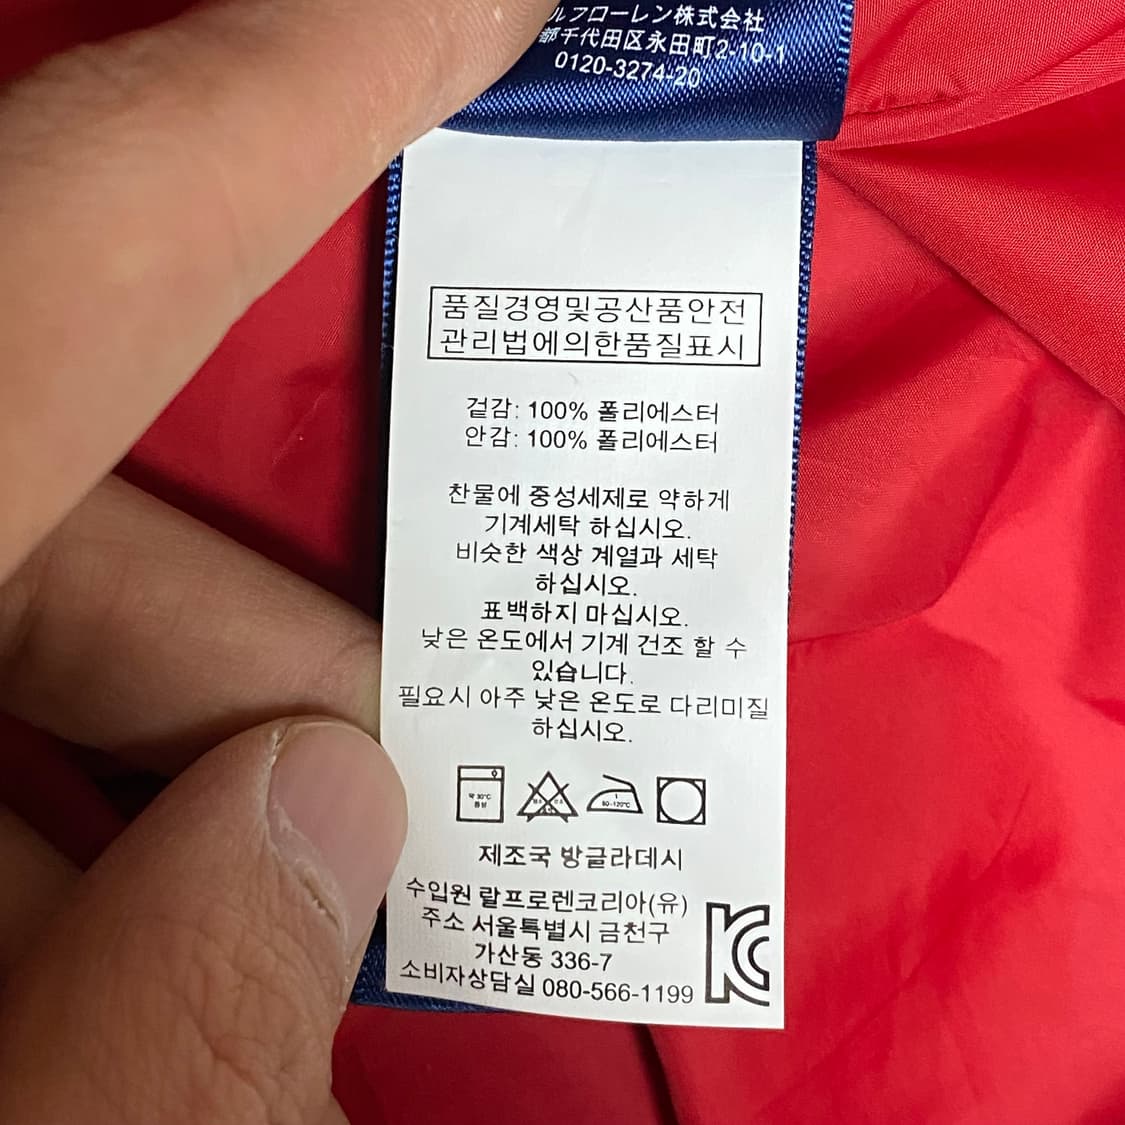 ルフローレン株式会社
都千代田区永田町2-10-1
0120-3274-20
품질경영및공산품안전
관리법에의한품질표시
겉감: 100% 폴리에스터
안감: 100% 폴리에스터
찬물에 중성세제로 약하게
기계세탁 하십시오.
비슷한 색상 계열과 세탁
하십시오.
표백하지 마십시오.
낮은 온도에서 기계 건조 할 수
있습니다.
필요시 아주 낮은 온도로 다리미질
하십시오.
약 30℃
중성
80-120℃
제조국 방글라데시
수입원 랄프로렌코리아(유)
주소 서울특별시 금천구
가산동 336-7
소비자상담실 080-566-1199
KC